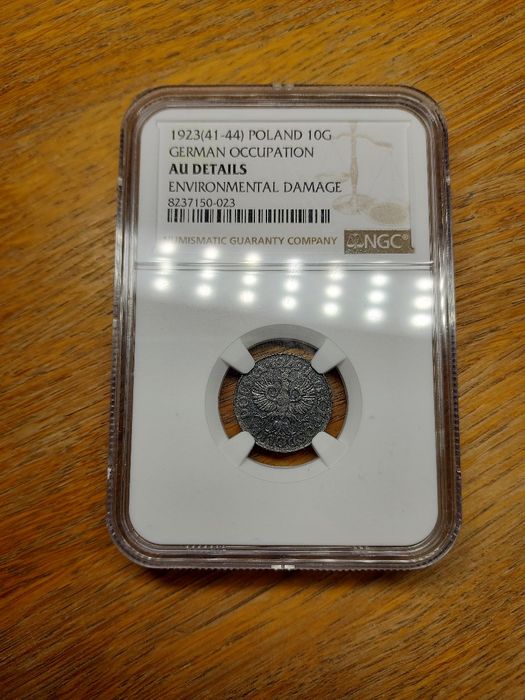 1923(41-44) POLAND 10G
GERMAN OCCUPATION
AU DETAILS
ENVIRONMENTAL DAMAGE
8237150-023
NUMISMATIC GUARANTY COMPANY NGC